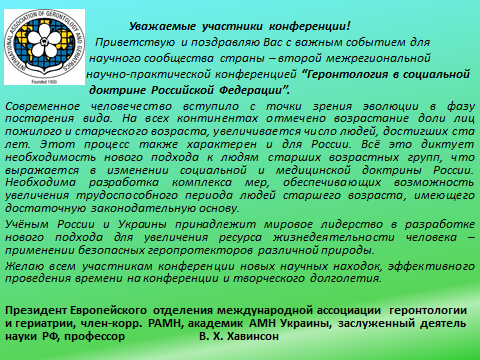 INTERNATIONAL ASSOCIATION OF GERONTOLOGY AND GERIATRICS
Founded 1950
Уважаемые участники конференции!
Приветствую и поздравляю Вас с важным событием для
научного сообщества страны – второй межрегиональной
научно-практической конференцией “Геронтология в социальной
доктрине Российской Федерации”.
Современное человечество вступило с точки зрения эволюции в фазу
постарения вида. На всех континентах отмечено возрастание доли лиц
пожилого и старческого возраста, увеличивается число людей, достигших ста
лет. Этот процесс также характерен и для России. Всё это диктует
необходимость нового подхода к людям старших возрастных групп, что
выражается в изменении социальной и медицинской доктрины России.
Необходима разработка комплекса мер, обеспечивающих возможность
увеличения трудоспособного периода людей старшего возраста, имеющего
достаточную законодательную основу.
Учёным России и Украины принадлежит мировое лидерство в разработке
нового подхода для увеличения ресурса жизнедеятельности человека –
применении безопасных геропротекторов различной природы.
Желаю всем участникам конференции новых научных находок, эффективного
проведения времени на конференции и творческого долголетия.
Президент Европейского отделения международной ассоциации геронтологии
и гериатрии, член-корр. РАМН, академик АМН Украины, заслуженный деятель
науки РФ, профессор В. Х. Хавинсон